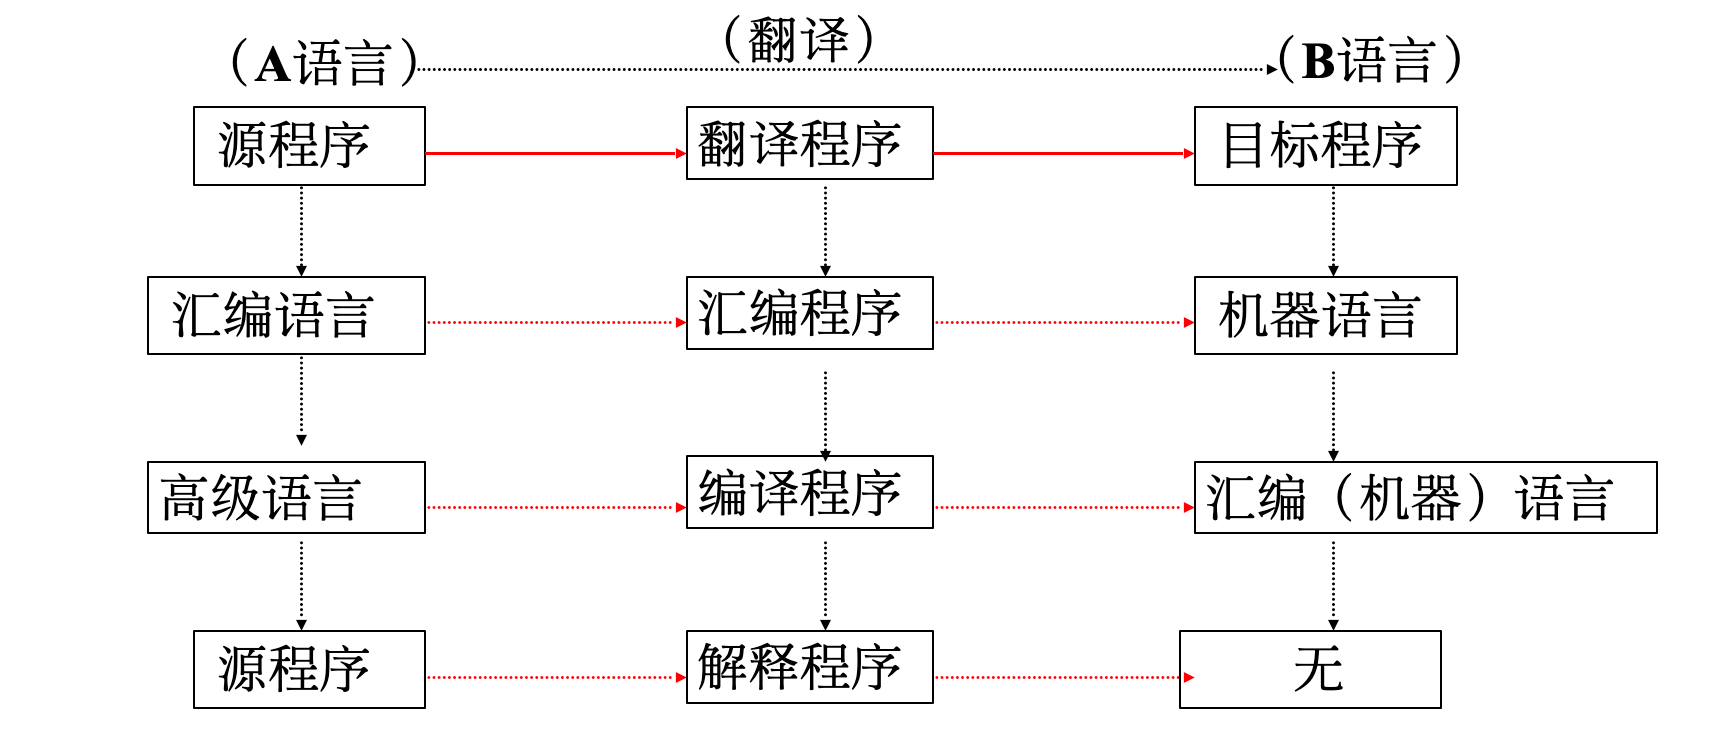 （A语言）
（翻译）
（B语言）
源程序
翻译程序
目标程序
汇编语言
汇编程序
机器语言
高级语言
编译程序
汇编（机器）语言
源程序
解释程序
无